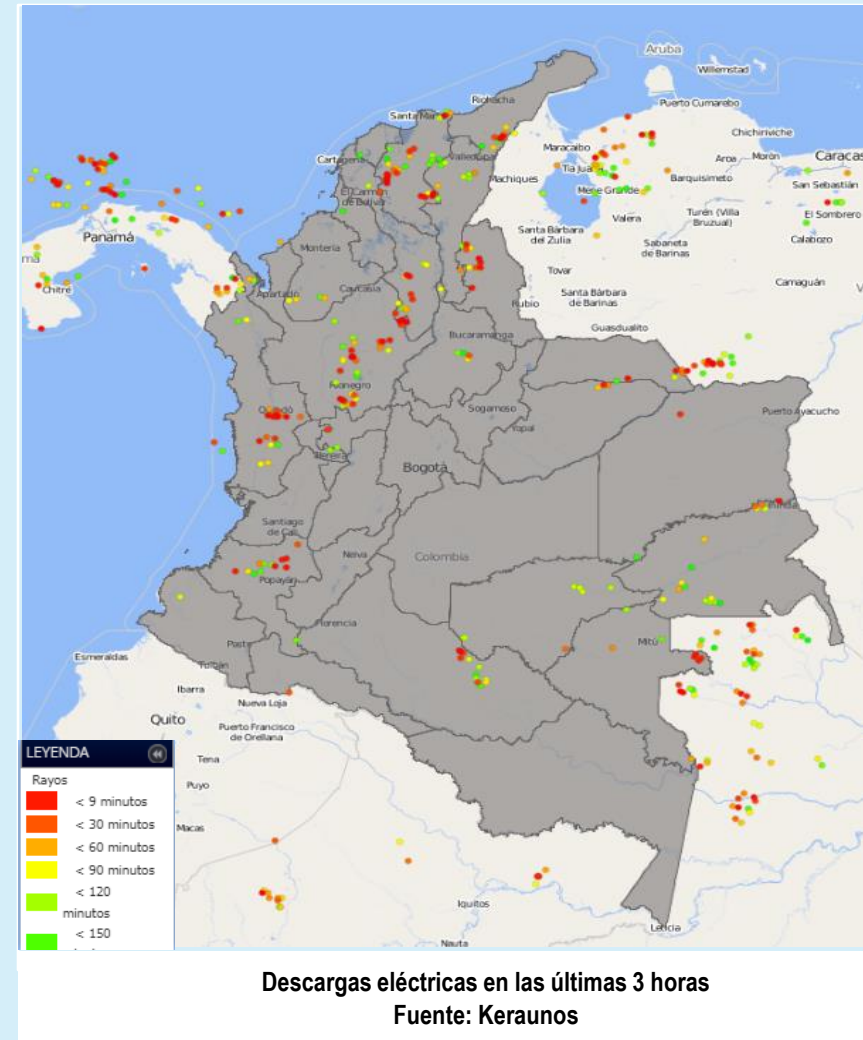 Aruba
Willemstad
Riohacha
Puerto Cumarebo
Santa Mar
Chichiriviche
Cartagena
Valledupar
Maracaibo
Aroa
Morón
Caracas
Machiques
Tia Juana
Mene Grande
Barquisimeto
San Sebastián
El Carmen
de Bolívar
Valera
Turén (Villa
Bruzual)
El Sombrero
Panamá
Santa Bárbara
del Zulia
Sabaneta
de Barinas
Calabozo
ma
Montería
Tovar
Camaguán
Chitré
Apartadó
Caucasia
Santa Bárbara
de Barinas
Rubio
Bucaramanga
Guasdualito
Rionegro
Quibdó
Sogamoso
Puerto Ayacucho
Yopal
Pereira
Bogotá
Inírida
Santiago
de Cali
Neiva
Colombia
Popayán
Florencia
Mitú
Esmeraldas
Pasto
Tulcán
Ibarra
Nueva Loja
Quito
Puerto Francisco
de Orellana
Tena
Puyo
Macas
Iquitos
Nauta
Leticia
LEYENDA
Rayos
< 9 minutos
< 30 minutos
< 60 minutos
< 90 minutos
< 120
minutos
< 150
Descargas eléctricas en las últimas 3 horas
Fuente: Keraunos